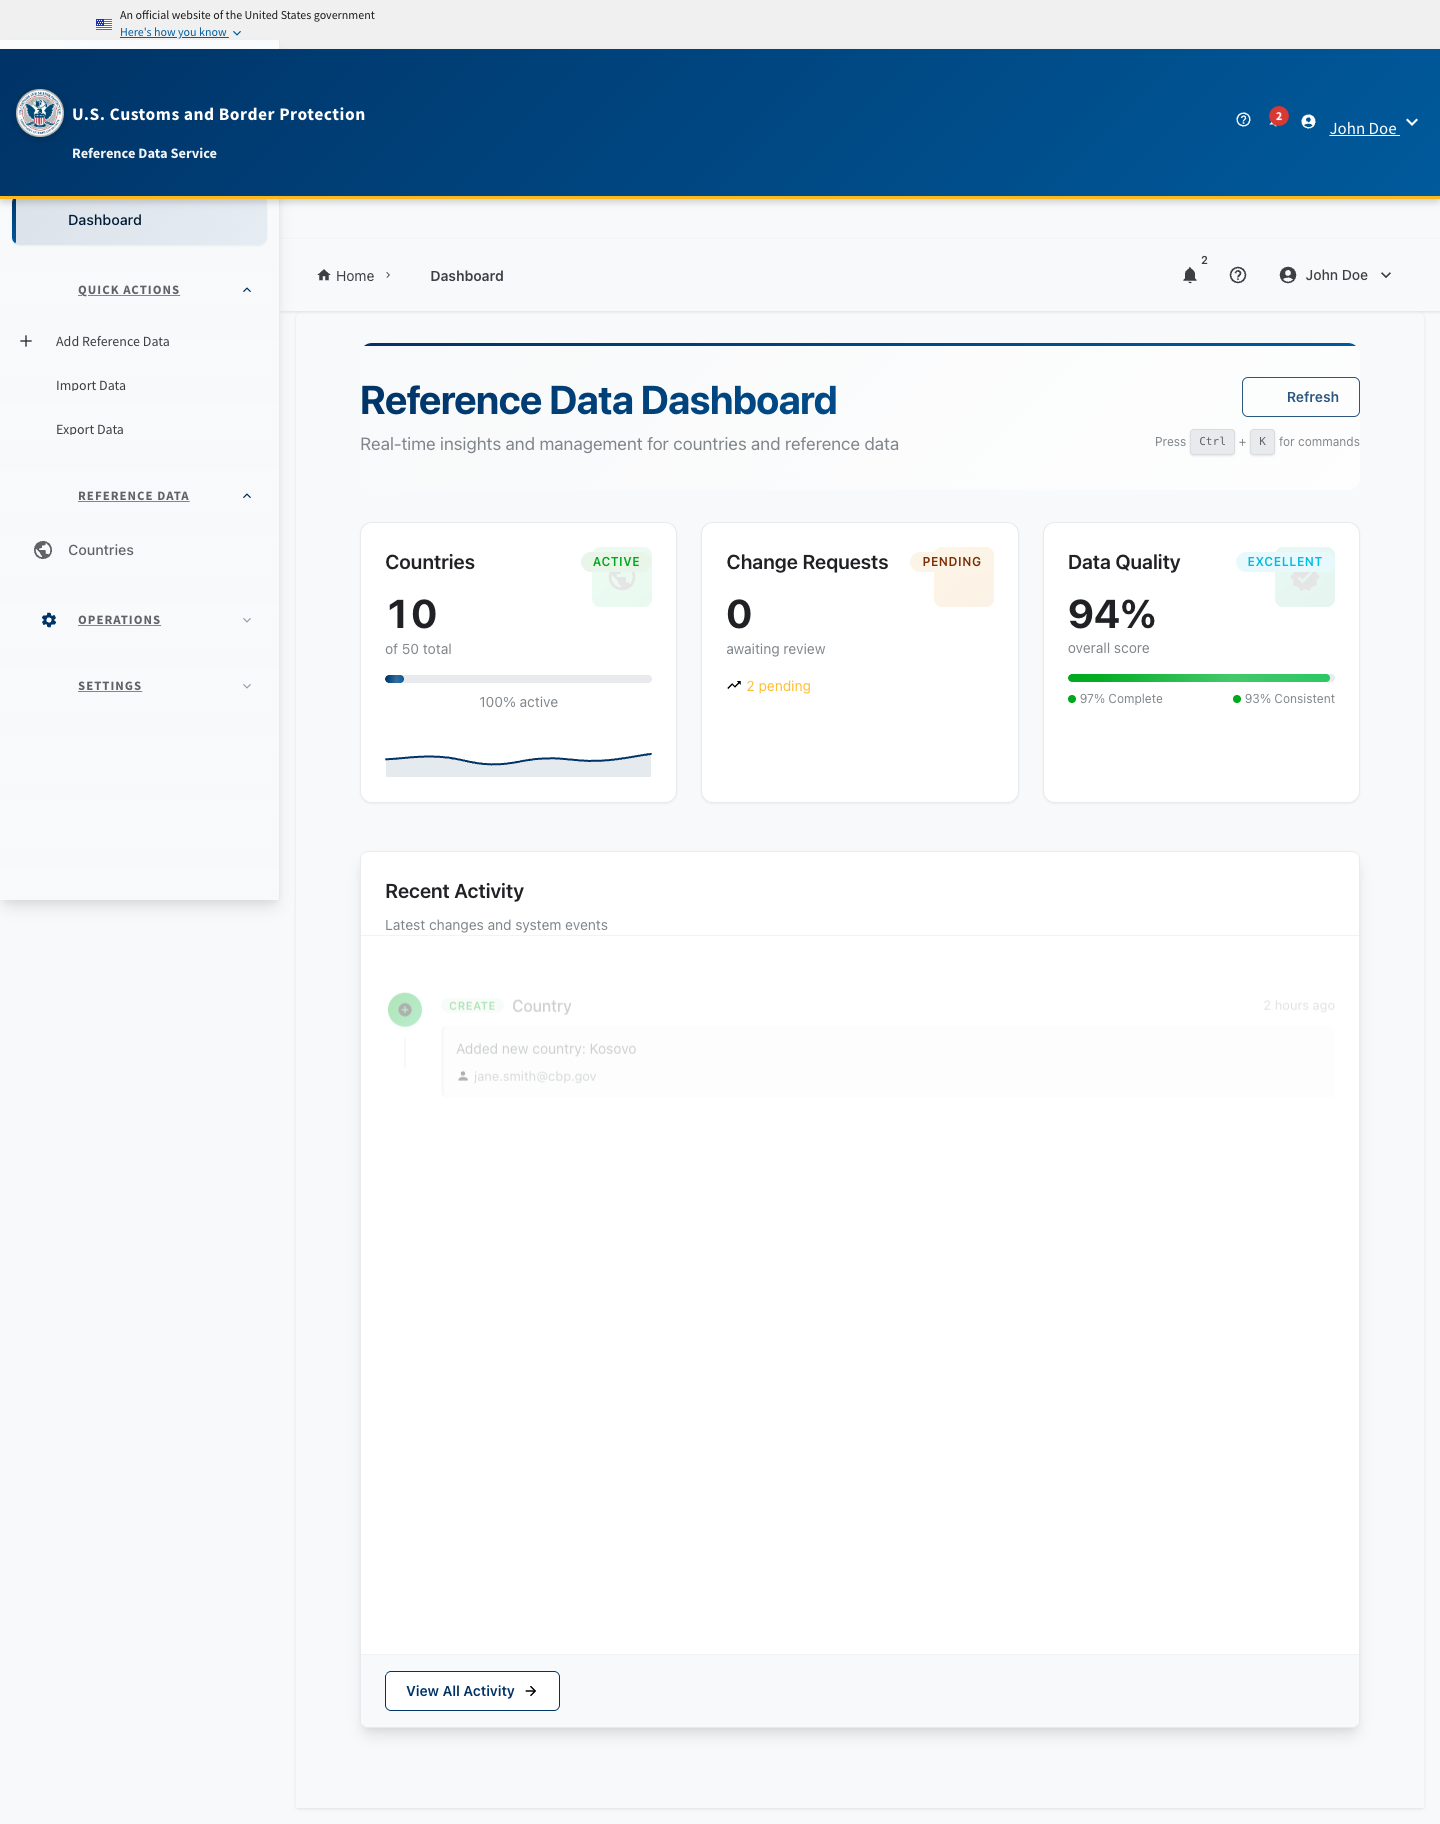 An official website of the United States government
Here's how you know
U.S. Customs and Border Protection
Reference Data Service
2
John Doe
Dashboard
QUICK ACTIONS
Add Reference Data
Import Data
Export Data
REFERENCE DATA
Countries
OPERATIONS
SETTINGS
Home
Dashboard
2
John Doe
Reference Data Dashboard
Real-time insights and management for countries and reference data
Refresh
Press Ctrl + K for commands
Countries
ACTIVE
10
of 50 total
100% active
Change Requests
PENDING
0
awaiting review
2 pending
Data Quality
EXCELLENT
94%
overall score
97% Complete
93% Consistent
Recent Activity
Latest changes and system events
CREATE Country
2 hours ago
Added new country: Kosovo
jane.smith@cbp.gov
View All Activity